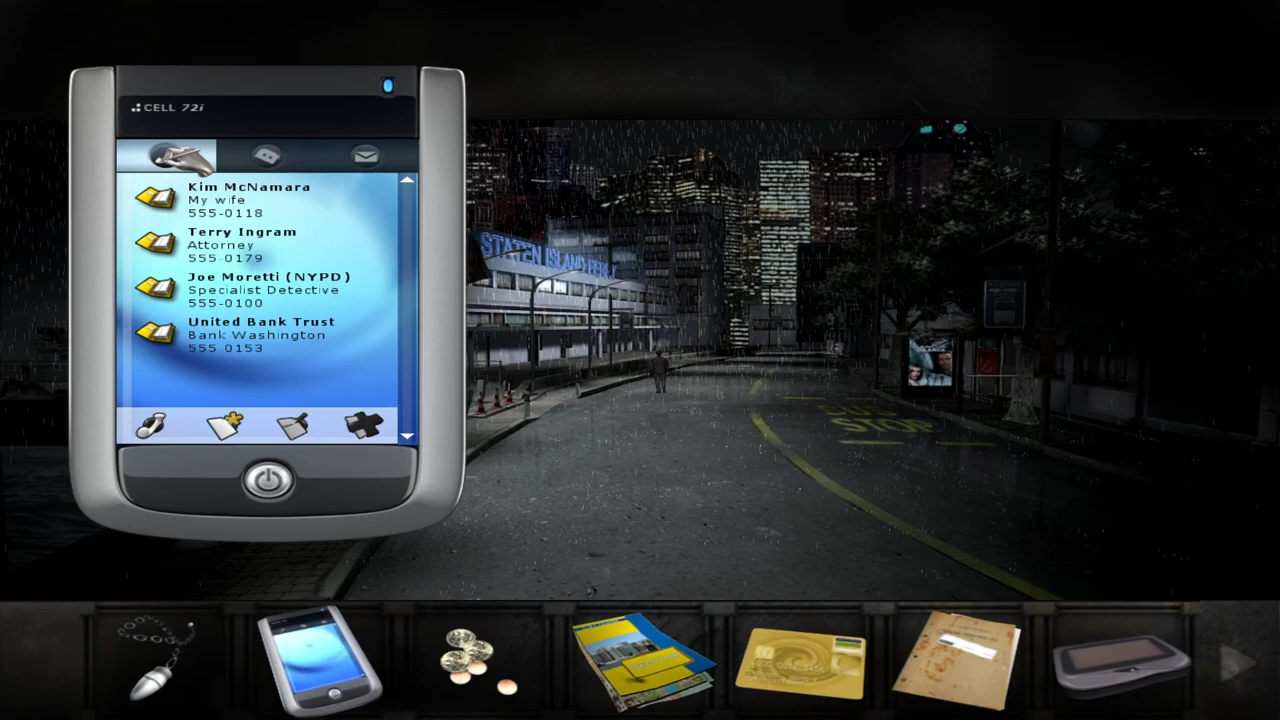 CELL 72i
Kim McNamara
My wife
555-0118
Terry Ingram
Attorney
555-0179
Joe Moretti (NYPD)
Specialist Detective
555-0100
United Bank Trust
Bank Washington
555 0153
STATEN ISLAND
BUS
STOP